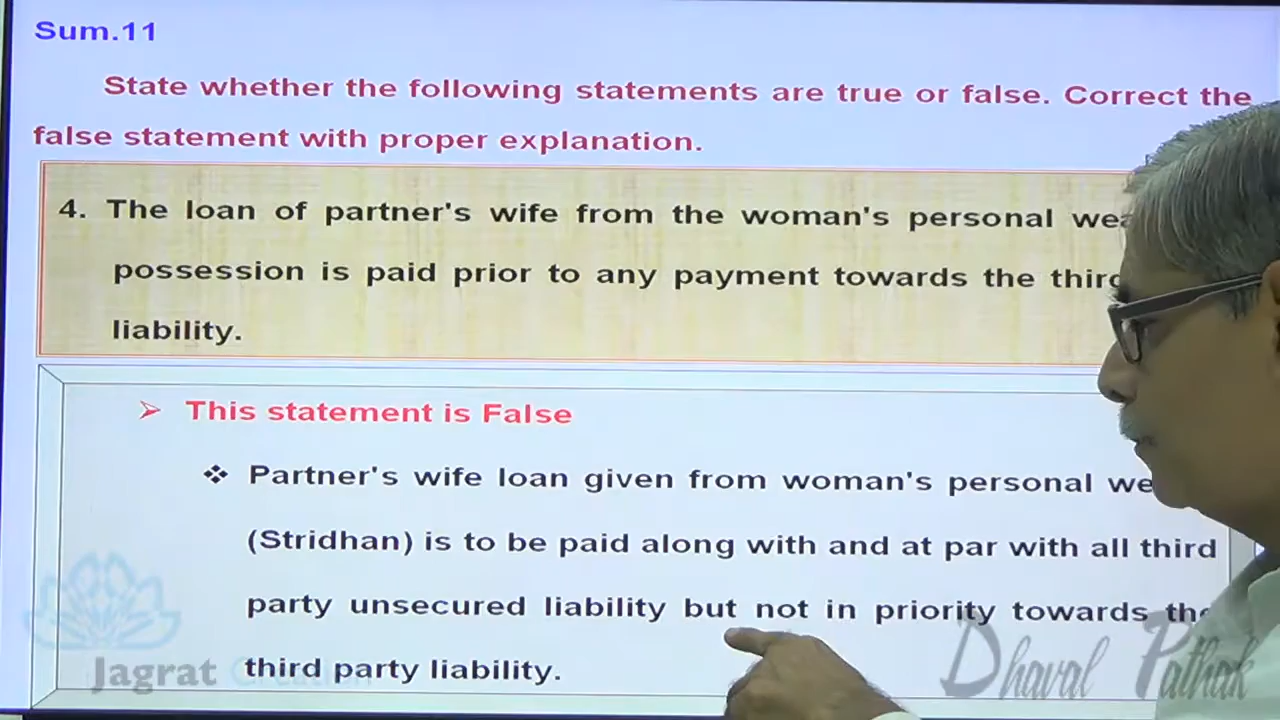 Sum.11
State whether the following statements are true or false. Correct the
false statement with proper explanation.
4. The loan of partner's wife from the woman's personal
possession is paid prior to any payment towards the
liability.
➢ This statement is False
❖ Partner's wife loan given from woman's personal
(Stridhan) is to be paid along with and at par with all third
party unsecured liability but not in priority towards the
third party liability.
Jagrat Creation
Dhaval Pathak